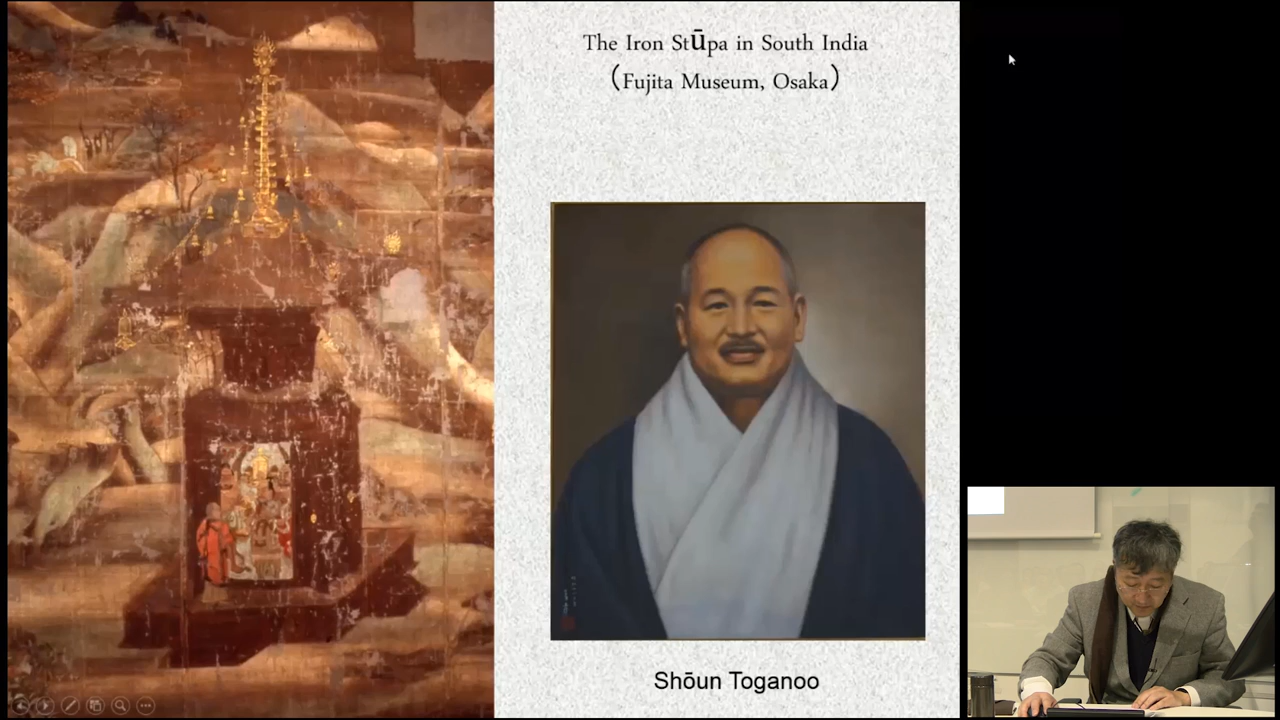 The Iron Stūpa in South India
(Fujita Museum, Osaka)
Shōun Toganoo